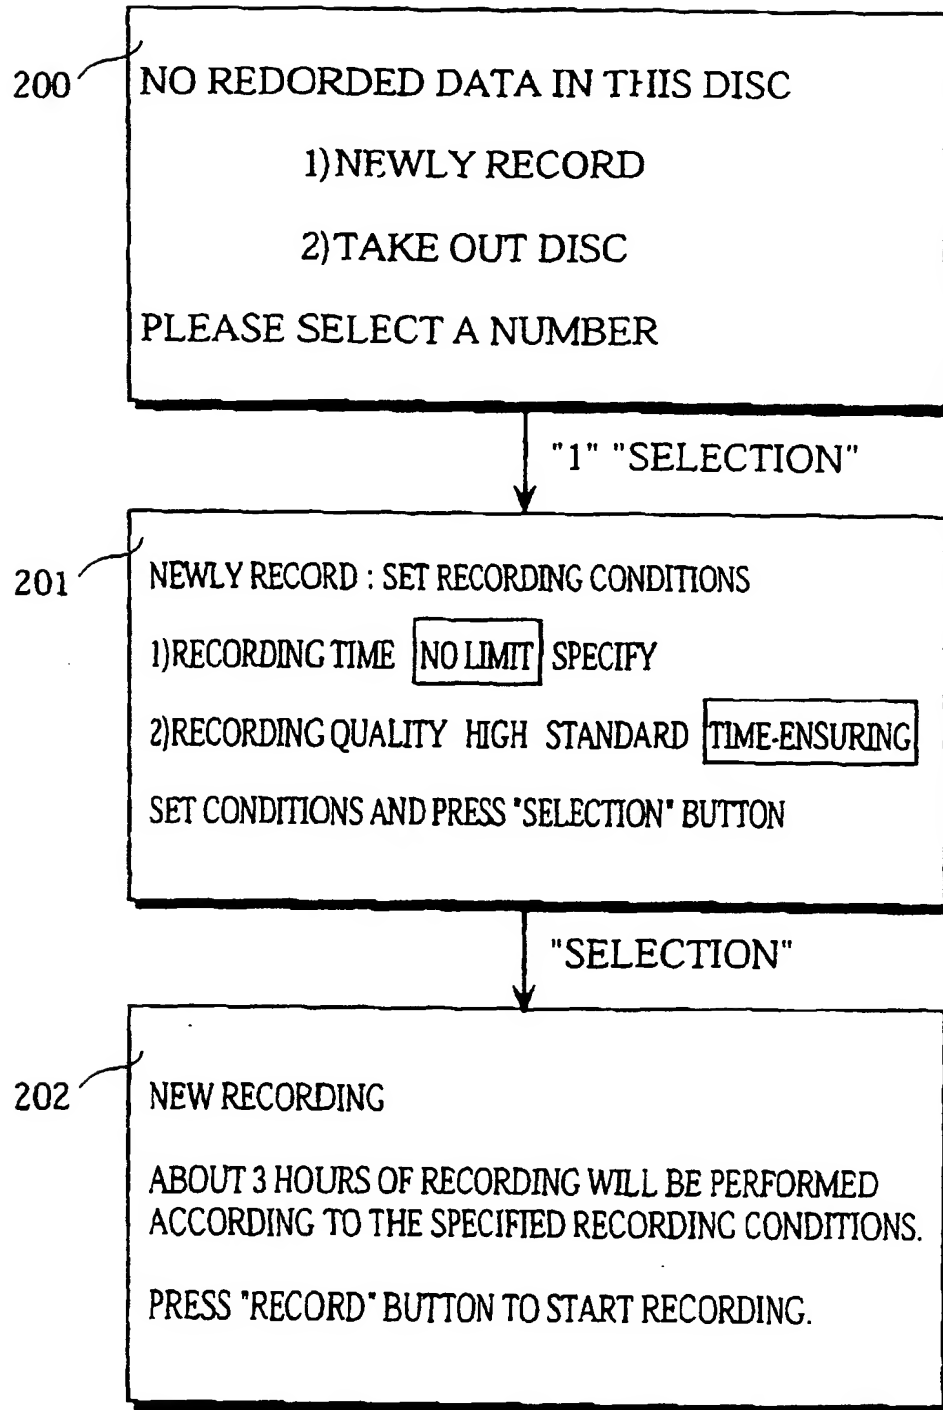 200
NO REDORDED DATA IN THIS DISC
1)NEWLY RECORD
2)TAKE OUT DISC
PLEASE SELECT A NUMBER
"1" "SELECTION"
201
NEWLY RECORD : SET RECORDING CONDITIONS
1)RECORDING TIME NO LIMIT SPECIFY
2)RECORDING QUALITY HIGH STANDARD TIME-ENSURING
SET CONDITIONS AND PRESS "SELECTION" BUTTON
"SELECTION"
202
NEW RECORDING
ABOUT 3 HOURS OF RECORDING WILL BE PERFORMED
ACCORDING TO THE SPECIFIED RECORDING CONDITIONS.
PRESS "RECORD" BUTTON TO START RECORDING.